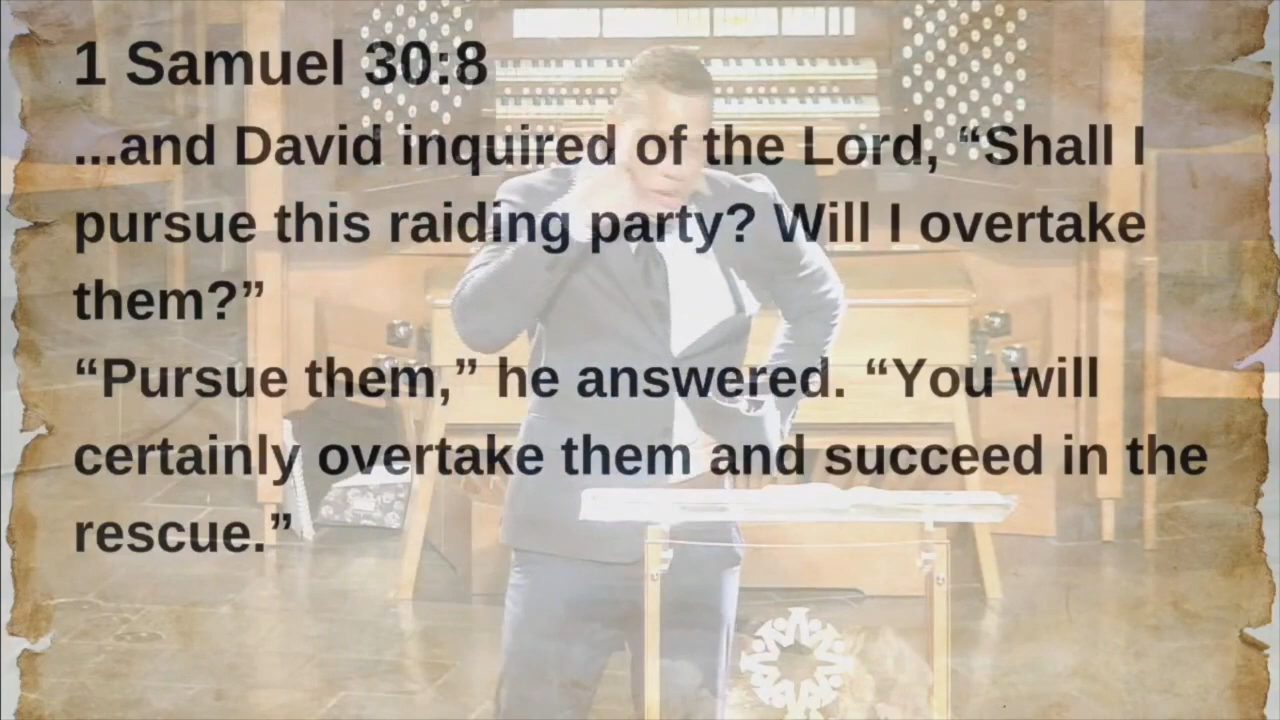 1 Samuel 30:8
...and David inquired of the Lord, “Shall I
pursue this raiding party? Will I overtake
them?”
“Pursue them,” he answered. “You will
certainly overtake them and succeed in the
rescue.”